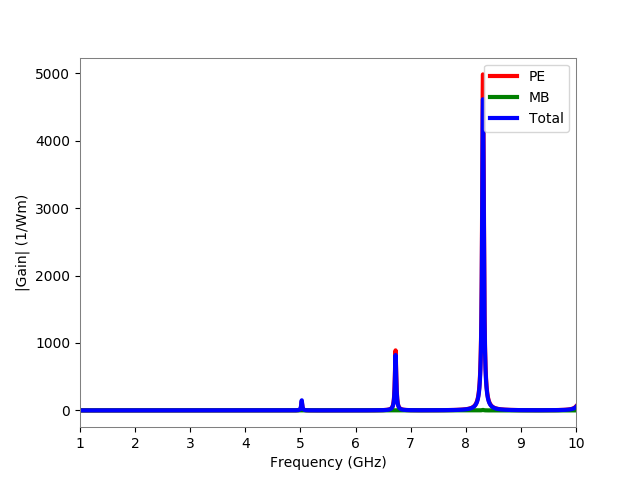 5000
4000
3000
2000
1000
0
|Gain| (1/Wm)
PE
MB
Total
1 2 3 4 5 6 7 8 9 10
Frequency (GHz)